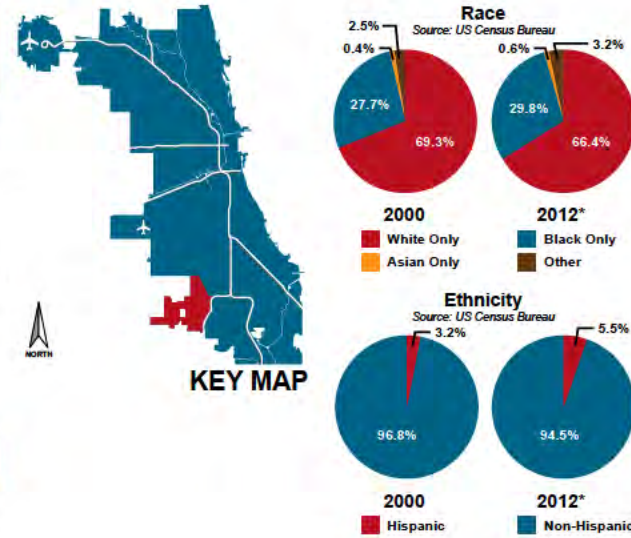 Race
Source: US Census Bureau
2.5%
0.4%
27.7%
69.3%
0.6%
3.2%
29.8%
66.4%
2000
2012*
White Only
Black Only
Asian Only
Other
NORTH
KEY MAP
Ethnicity
Source: US Census Bureau
3.2%
96.8%
5.5%
94.5%
2000
2012*
Hispanic
Non-Hispanic